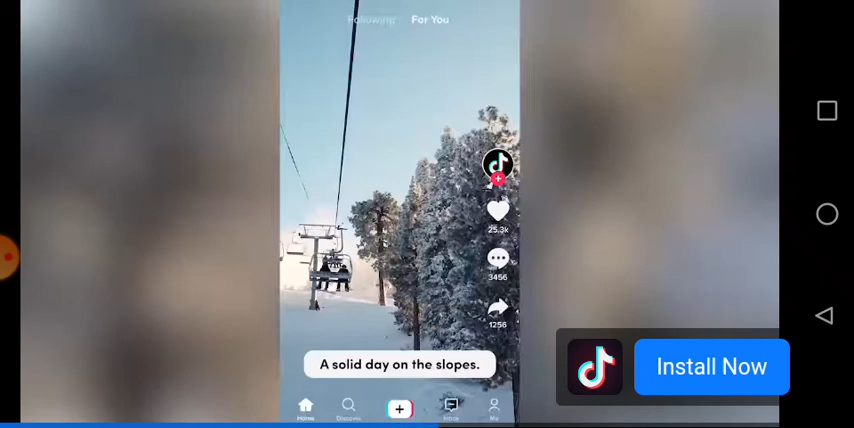 Following
For You
25.3k
3456
1256
A solid day on the slopes.
Install Now
Home
Discover
Inbox
Me